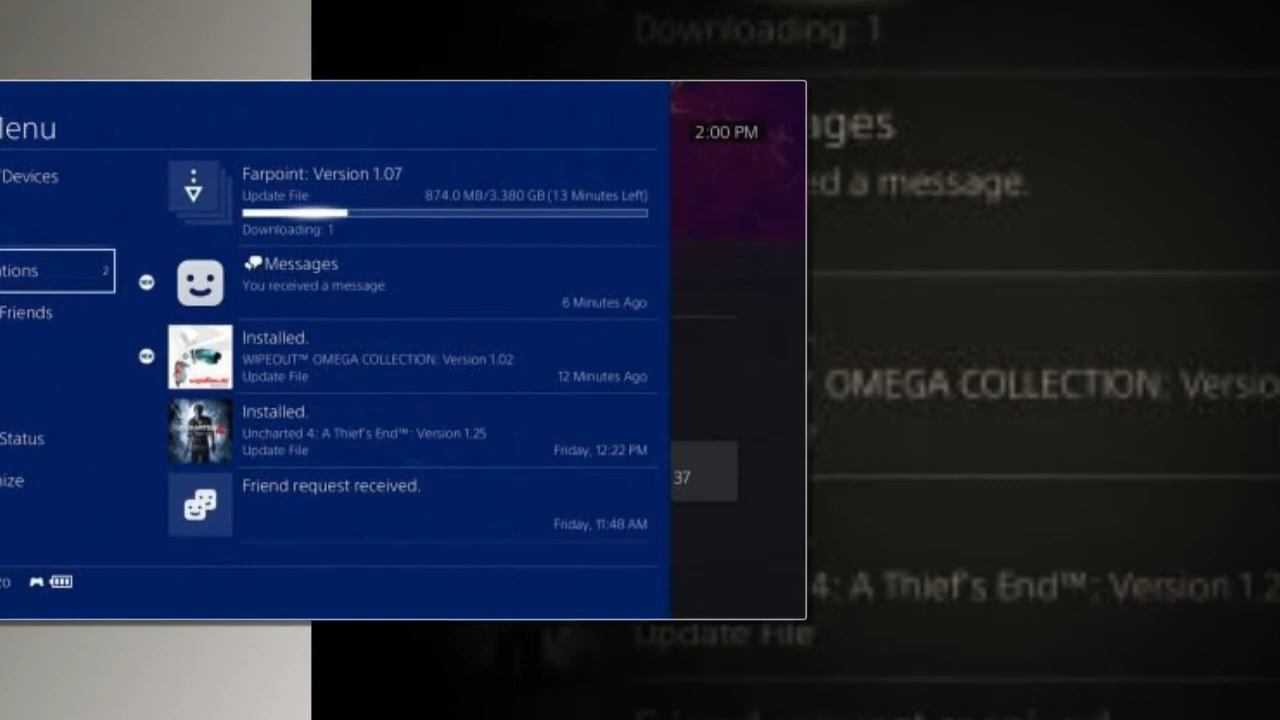 Downloading: 1
lenu
2:00 PM
ages
Devices
Farpoint: Version 1.07
Update File
874.0 MB/3.380 GB (13 Minutes Left)
Downloading: 1
ed a message.
ations
2
Messages
You received a message.
6 Minutes Ago
Friends
Installed.
WIPEOUT™ OMEGA COLLECTION: Version 1.02
Update File
12 Minutes Ago
OMEGA COLLECTION: Versio
Installed.
Uncharted 4: A Thief's End™: Version 1.25
Update File
Friday, 12:22 PM
Status
nize
37
Friend request received.
Friday, 11:48 AM
20
4: A Thief's End™: Version 1.2
Update File